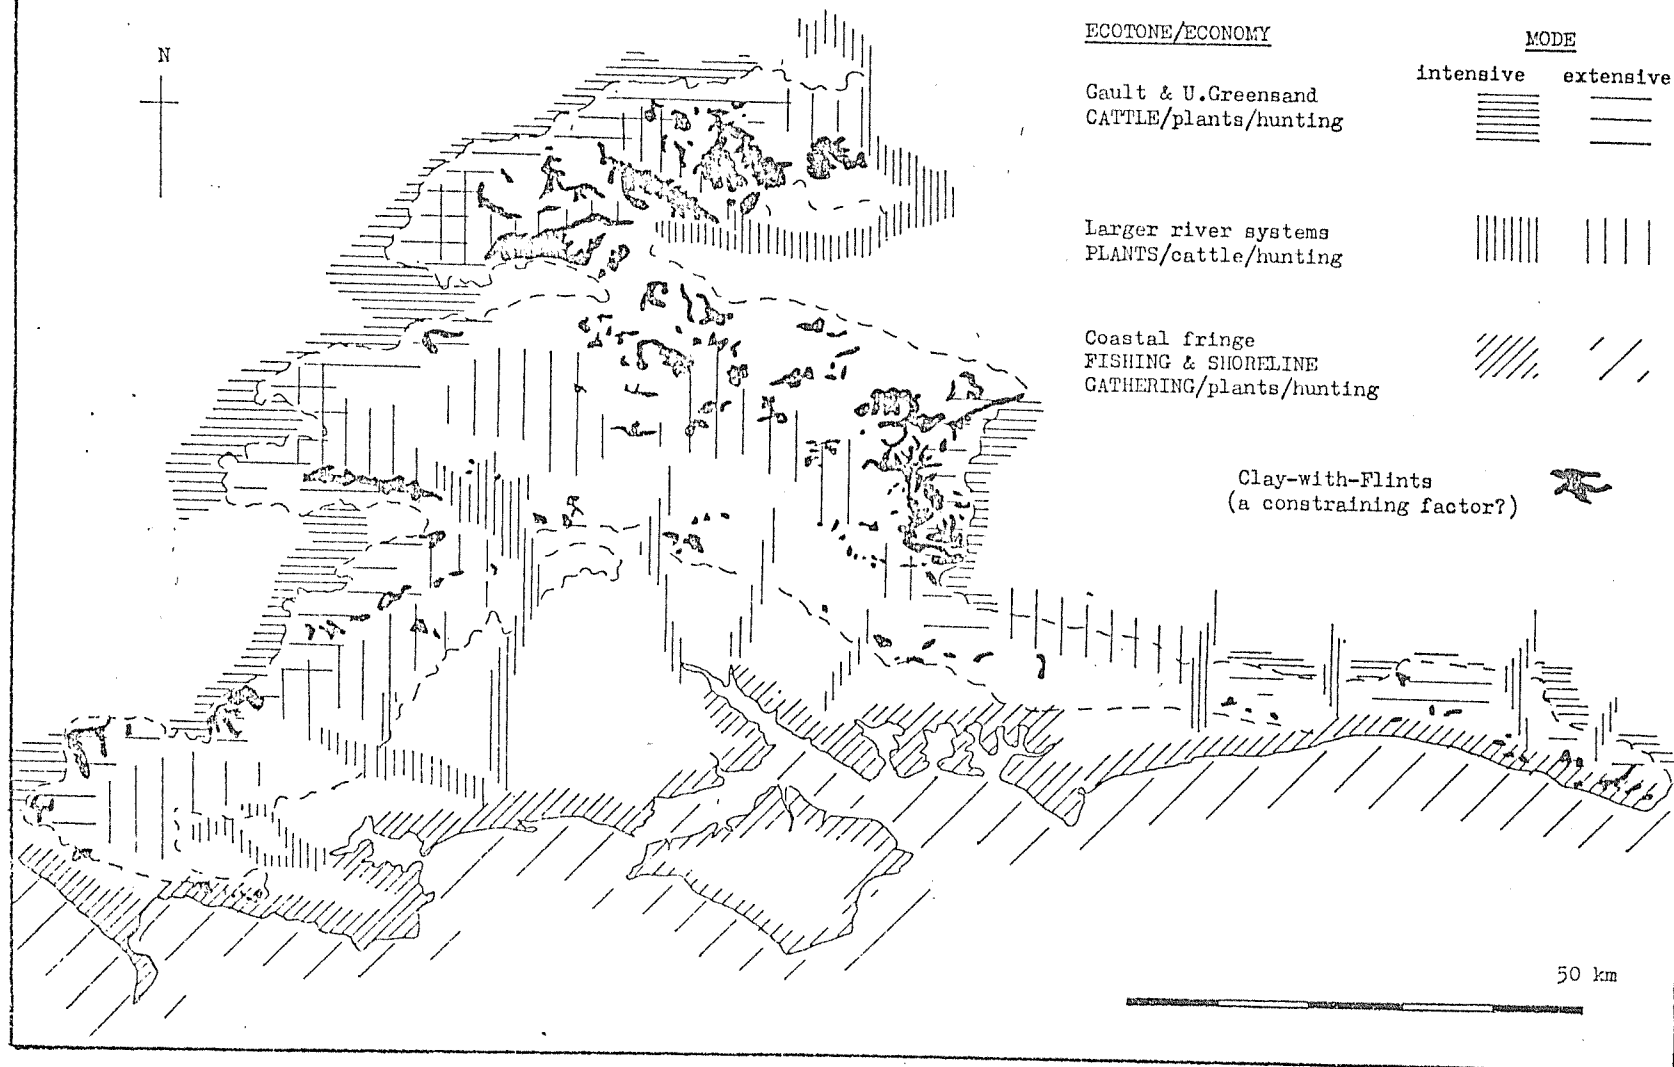 N
ECOTONE/ECONOMY
MODE
intensive extensive
Gault & U.Greensand
CATTLE/plants/hunting
Larger river systems
PLANTS/cattle/hunting
Coastal fringe
FISHING & SHORELINE
GATHERING/plants/hunting
Clay-with-Flints
(a constraining factor?)
50 km